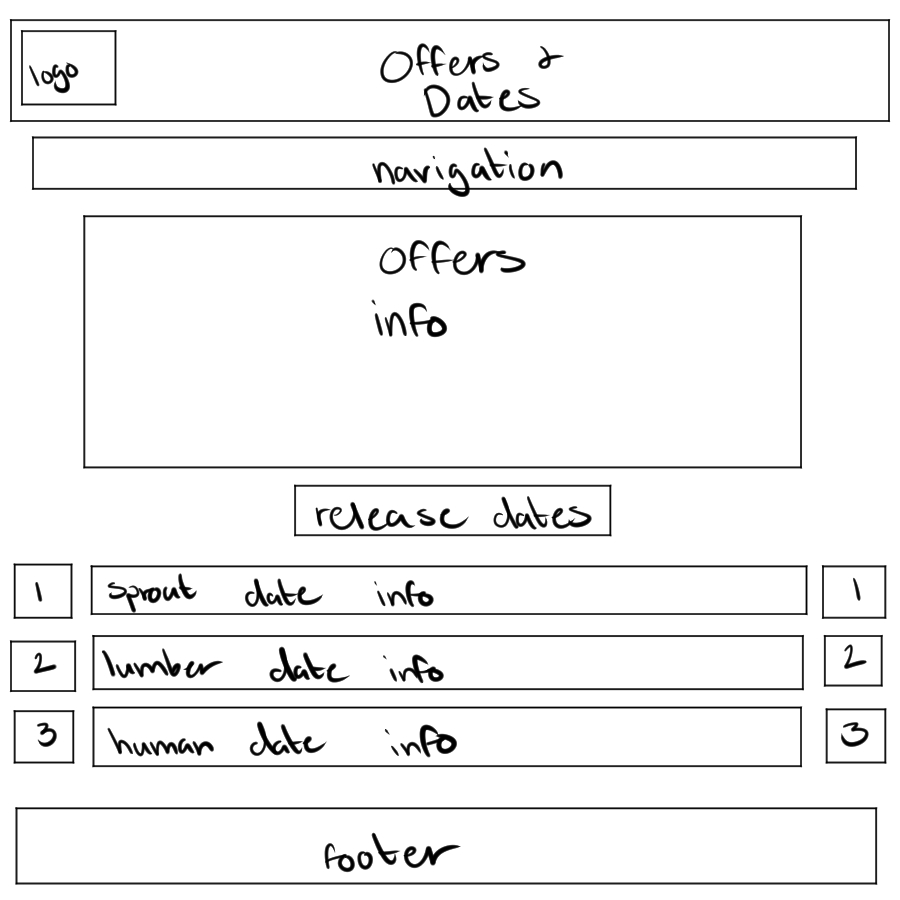 logo
Offers &
Dates
navigation
Offers
info
release dates
1 sprout date info 1
2 lumber date info 2
3 human date info 3
footer